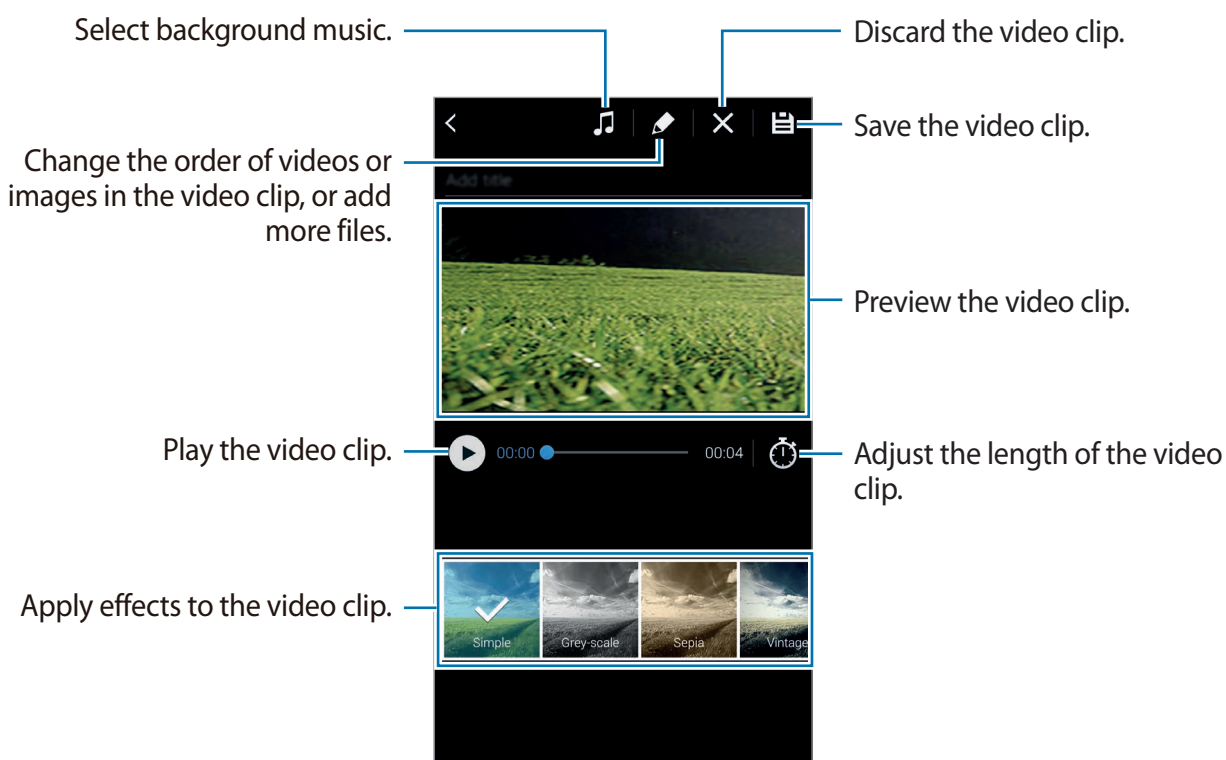 Select background music.
Discard the video clip.
Save the video clip.
Change the order of videos or
images in the video clip, or add
more files.
Add title
Preview the video clip.
Play the video clip.
00:00
00:04
Adjust the length of the video
clip.
Apply effects to the video clip.
Simple
Grey-scale
Sepia
Vintage